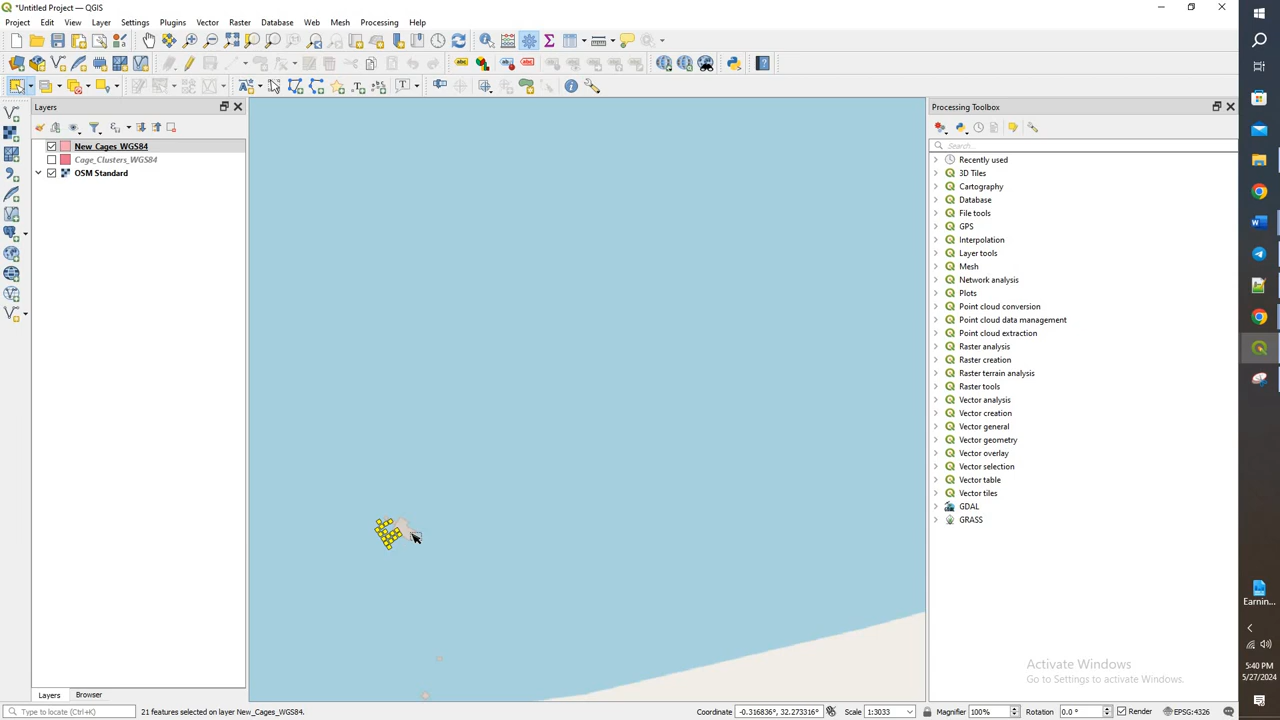 *Untitled Project — QGIS
Project Edit View Layer Settings Plugins Vector Raster Database Web Mesh Processing Help
Layers
New_Cages_WGS84
Cage_Clusters_WGS84
OSM Standard
Processing Toolbox
Search...
Recently used
3D Tiles
Cartography
Database
File tools
GPS
Interpolation
Layer tools
Mesh
Network analysis
Plots
Point cloud conversion
Point cloud data management
Point cloud extraction
Raster analysis
Raster creation
Raster terrain analysis
Raster tools
Vector analysis
Vector creation
Vector general
Vector geometry
Vector overlay
Vector selection
Vector table
Vector tiles
GDAL
GRASS
Earnin...
Activate Windows
Go to Settings to activate Windows.
5:40 PM
5/27/2024
Layers Browser
Type to locate (Ctrl+K)
21 features selected on layer New_Cages_WGS84.
Coordinate -0.316836°, 32.273316°
Scale 1:3033
Magnifier 100%
Rotation 0.0 °
Render
EPSG:4326